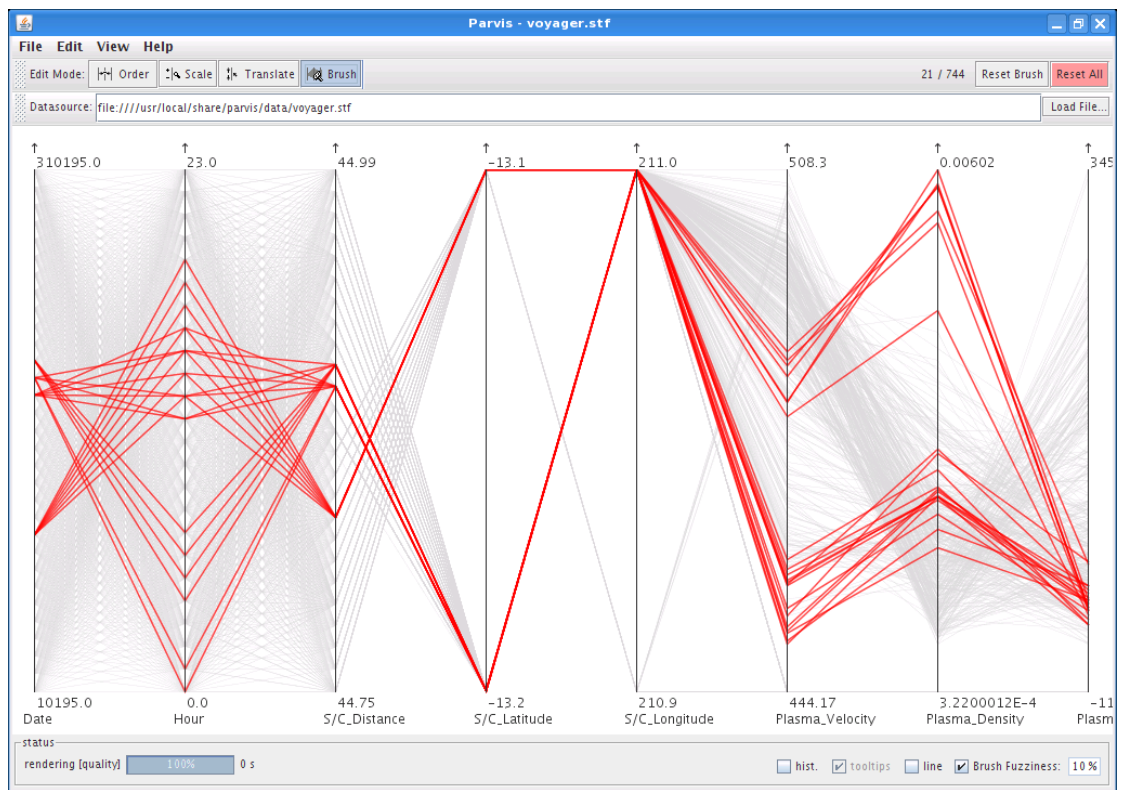 Parvis - voyager.stf
File Edit View Help
Edit Mode: Order Scale Translate Brush 21 / 744 Reset Brush Reset All
Datasource: file:////usr/local/share/parvis/data/voyager.stf Load File...
310195.0 23.0 44.99 -13.1 211.0 508.3 0.00602 345
10195.0 0.0 44.75 -13.2 210.9 444.17 3.2200012E-4 -11
Date Hour S/C_Distance S/C_Latitude S/C_Longitude Plasma_Velocity Plasma_Density Plasm
status
rendering [quality] 100% 0 s hist. tooltips line Brush Fuzziness: 10%